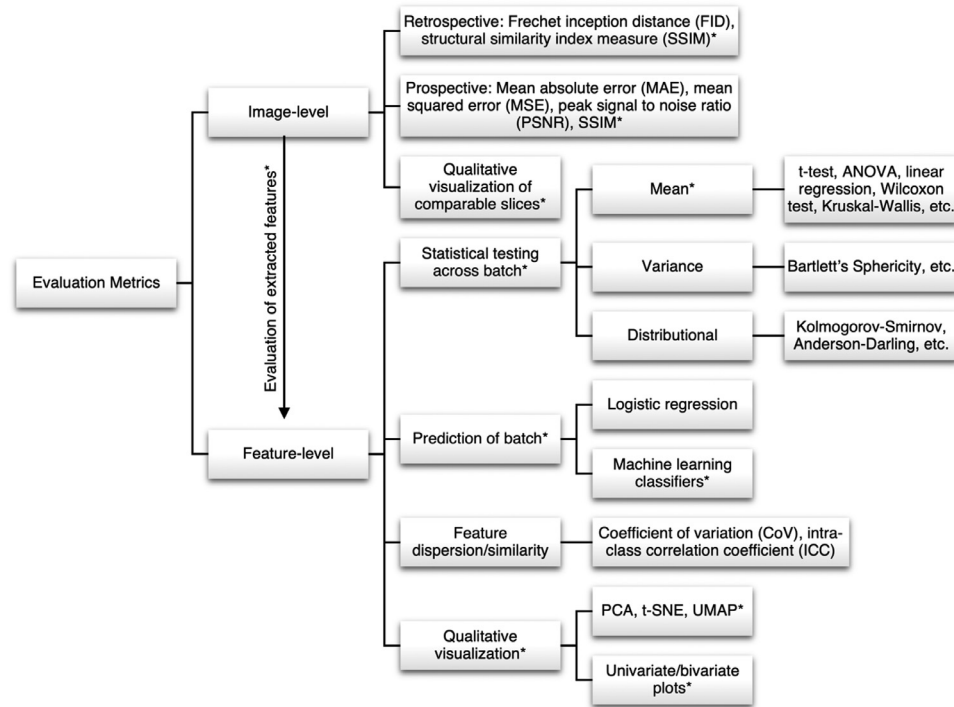 Retrospective: Frechet inception distance (FID),
structural similarity index measure (SSIM)*
Prospective: Mean absolute error (MAE), mean
squared error (MSE), peak signal to noise ratio
(PSNR), SSIM*
Image-level
Qualitative
visualization of
comparable slices*
Mean*
t-test, ANOVA, linear
regression, Wilcoxon
test, Kruskal-Wallis, etc.
Evaluation of extracted features*
Statistical testing
across batch*
Evaluation Metrics
Variance
Bartlett's Sphericity, etc.
Distributional
Kolmogorov-Smirnov,
Anderson-Darling, etc.
Logistic regression
Prediction of batch*
Feature-level
Machine learning
classifiers*
Feature
dispersion/similarity
Coefficient of variation (CoV), intra-
class correlation coefficient (ICC)
PCA, t-SNE, UMAP*
Qualitative
visualization*
Univariate/bivariate
plots*